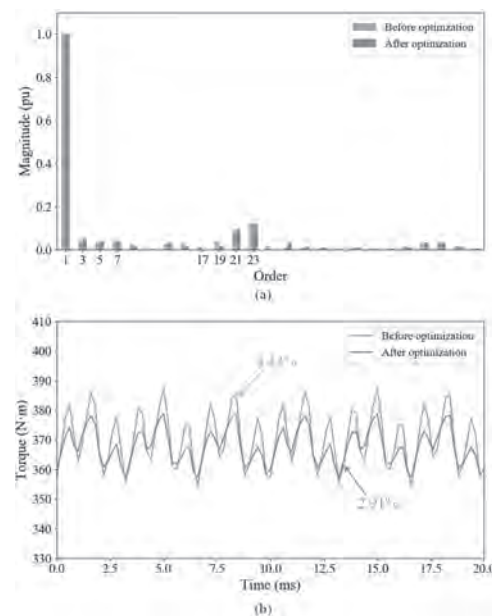 Before optimization
After optimization
1.0
0.8
0.6
0.4
0.2
0.0
Magnitude (pu)
1 3 5 7 17 19 21 23
Order
(a)
410
400
390
380
370
360
350
340
330
Torque (N·m)
Before optimization
After optimization
0.0 2.5 5.0 7.5 10.0 12.5 15.0 17.5 20.0
Time (ms)
(b)